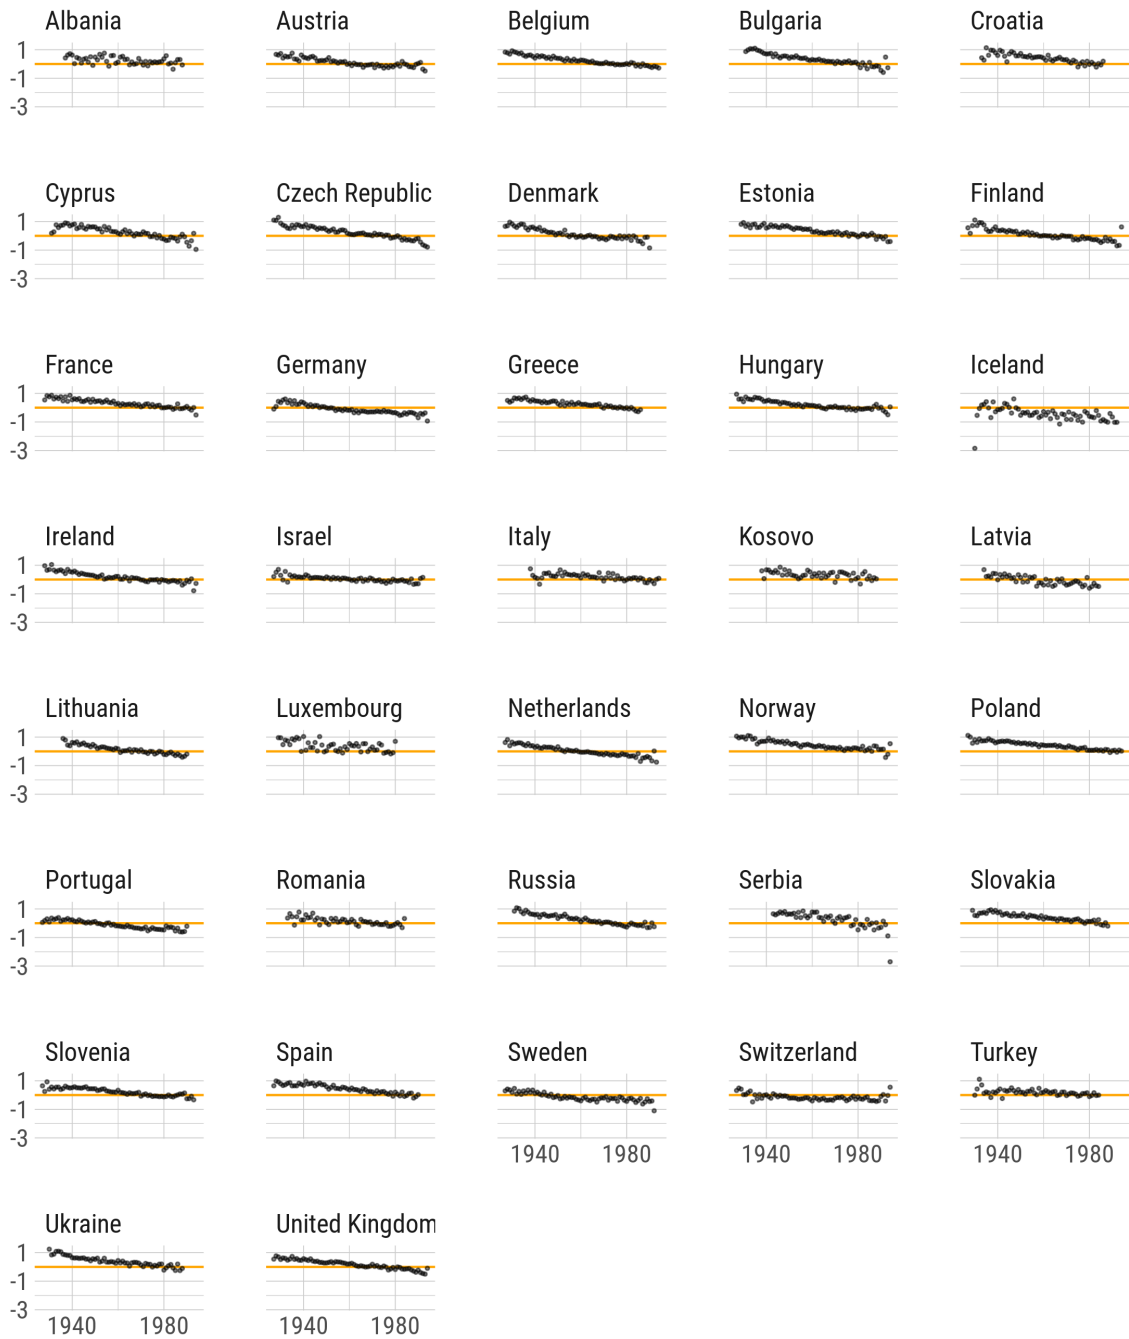 Albania Austria Belgium Bulgaria Croatia
1
-1
-3
Cyprus Czech Republic Denmark Estonia Finland
1
-1
-3
France Germany Greece Hungary Iceland
1
-1
-3
Ireland Israel Italy Kosovo Latvia
1
-1
-3
Lithuania Luxembourg Netherlands Norway Poland
1
-1
-3
Portugal Romania Russia Serbia Slovakia
1
-1
-3
Slovenia Spain Sweden Switzerland Turkey
1
-1
-3
1940 1980 1940 1980 1940 1980
Ukraine United Kingdom
1
-1
-3
1940 1980 1940 1980